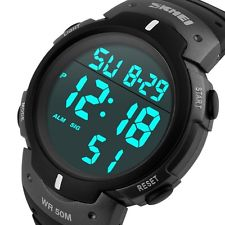 SKMEI
LIGHT
START
SU 8-29
P 12:18
ALM SIG
51
RESET
WR 50M